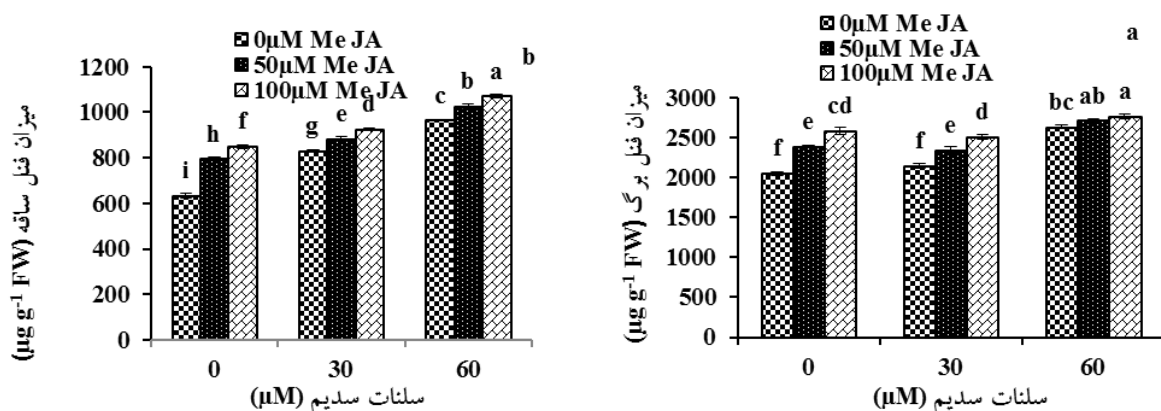 0µM Me JA
50µM Me JA
100µM Me JA
b
1200
1000
800
600
400
200
0
i
h
f
g
e
d
c
b
a
0
30
60
میزان فنل ساقه
(µg g-1 FW)
سلنات سدیم (µM)
0µM Me JA
50µM Me JA
100µM Me JA
a
3000
2500
2000
1500
1000
500
0
f
e
cd
f
e
d
bc
ab
a
0
30
60
میزان فنل برگ
(µg g-1 FW)
سلنات سدیم (µM)